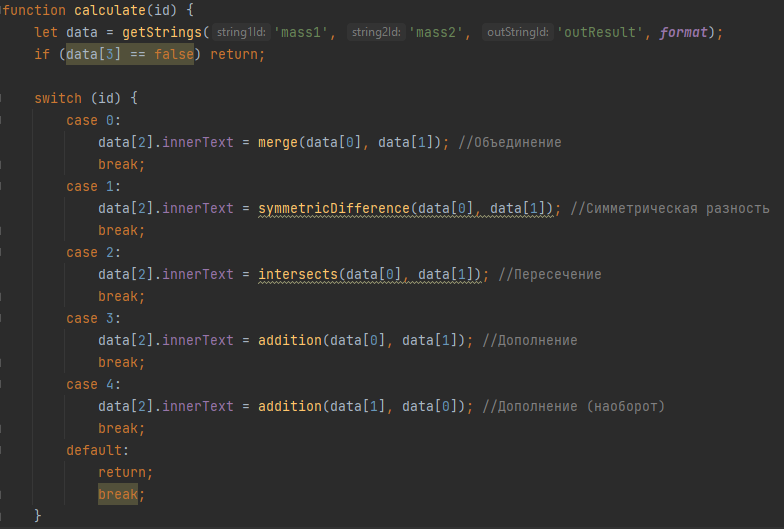 function calculate(id) {
let data = getStrings( string1Id: 'mass1', string2Id: 'mass2', outStringId: 'outResult', format);
if (data[3] == false) return;
switch (id) {
case 0:
data[2].innerText = merge(data[0], data[1]); //Объединение
break;
case 1:
data[2].innerText = symmetricDifference(data[0], data[1]); //Симметрическая разность
break;
case 2:
data[2].innerText = intersects(data[0], data[1]); //Пересечение
break;
case 3:
data[2].innerText = addition(data[0], data[1]); //Дополнение
break;
case 4:
data[2].innerText = addition(data[1], data[0]); //Дополнение (наоборот)
break;
default:
return;
break;
}